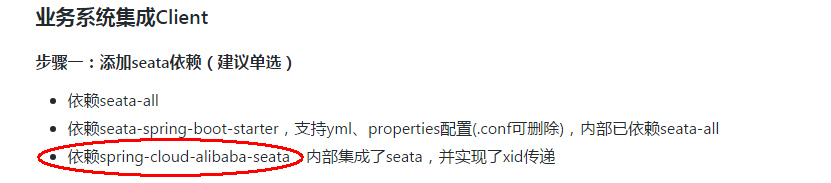 业务系统集成Client
步骤一：添加seata依赖（建议单选）
依赖seata-all
依赖seata-spring-boot-starter，支持yml、properties配置(.conf可删除)，内部已依赖seata-all
依赖spring-cloud-alibaba-seata，内部集成了seata，并实现了xid传递